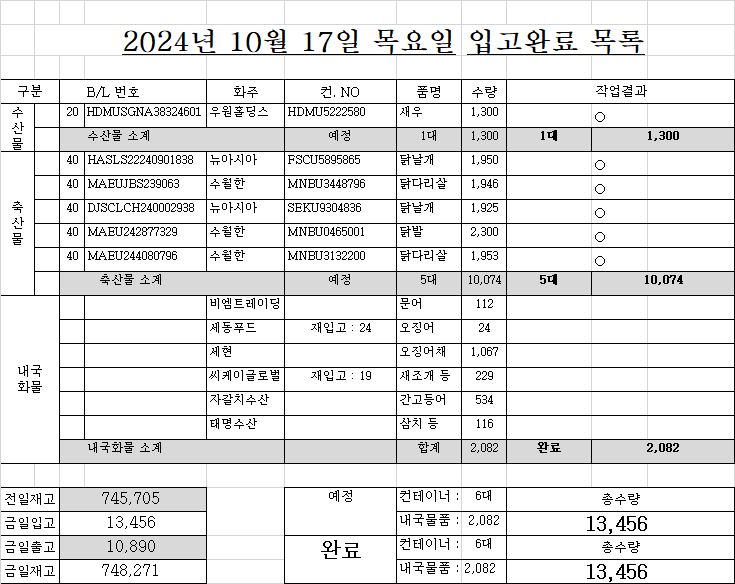 2024년 10월 17일 목요일 입고완료 목록
구분 B/L 번호 화주 컨. NO 품명 수량 작업결과
수산물 20 HDMUSGNA38324601 우원홀딩스 HDMU5222580 새우 1,300 ○
수산물 소계 예정 1대 1,300 1대 1,300
축산물 40 HASLS22240901838 뉴아시아 FSCU5895865 닭날개 1,950 ○
40 MAEUJBS239063 수월한 MNBU3448796 닭다리살 1,946 ○
40 DJSCLCH240002938 뉴아시아 SEKU9304836 닭날개 1,925 ○
40 MAEU242877329 수월한 MNBU0465001 닭발 2,300 ○
40 MAEU244080796 수월한 MNBU3132200 닭다리살 1,953 ○
축산물 소계 예정 5대 10,074 5대 10,074
내국화물 비엠트레이딩 문어 112
세동푸드 재입고 : 24 오징어 24
세현 오징어채 1,067
씨케이글로벌 재입고 : 19 새조개 등 229
자갈치수산 간고등어 534
태명수산 삼치 등 116
내국화물 소계 합계 2,082 완료 2,082
전일재고 745,705 예정 컨테이너 : 6대 총수량
금일입고 13,456 내국물품 : 2,082 13,456
금일출고 10,890 완료 컨테이너 : 6대 총수량
금일재고 748,271 내국물품 : 2,082 13,456